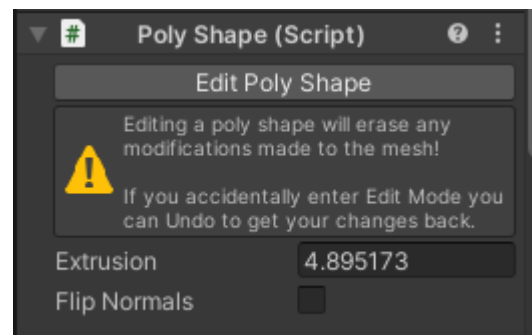 # Poly Shape (Script)
Edit Poly Shape
Editing a poly shape will erase any
modifications made to the mesh!
If you accidentally enter Edit Mode you
can Undo to get your changes back.
Extrusion 4.895173
Flip Normals